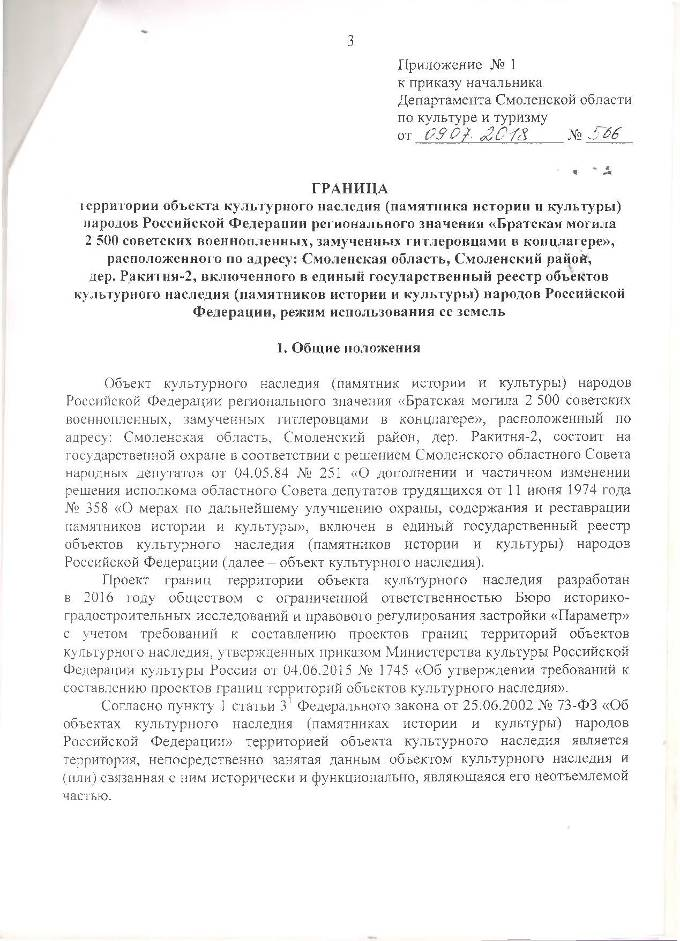 3
Приложение № 1
к приказу начальника
Департамента Смоленской области
по культуре и туризму
от 09.07.2018 № 506
ГРАНИЦА
территории объекта культурного наследия (памятника истории и культуры)
народов Российской Федерации регионального значения «Братская могила
2 500 советских военнопленных, замученных гитлеровцами в концлагере»,
расположенного по адресу: Смоленская область, Смоленский район,
дер. Ракитня-2, включенного в единый государственный реестр объектов
культурного наследия (памятников истории и культуры) народов Российской
Федерации, режим использования ее земель
1. Общие положения
Объект культурного наследия (памятник истории и культуры) народов
Российской Федерации регионального значения «Братская могила 2 500 советских
военнопленных, замученных гитлеровцами в концлагере», расположенный по
адресу: Смоленская область, Смоленский район, дер. Ракитня-2, состоит на
государственной охране в соответствии с решением Смоленского областного Совета
народных депутатов от 04.05.84 № 251 «О дополнении и частичном изменении
решения исполкома областного Совета депутатов трудящихся от 11 июня 1974 года
№ 358 «О мерах по дальнейшему улучшению охраны, содержания и реставрации
памятников истории и культуры», включен в единый государственный реестр
объектов культурного наследия (памятников истории и культуры) народов
Российской Федерации (далее – объект культурного наследия).
Проект границ территории объекта культурного наследия разработан
в 2016 году обществом с ограниченной ответственностью Бюро историко-
градостроительных исследований и правового регулирования застройки «Параметр»
с учетом требований к составлению проектов границ территорий объектов
культурного наследия, утвержденных приказом Министерства культуры Российской
Федерации культуры России от 04.06.2015 № 1745 «Об утверждении требований к
составлению проектов границ территорий объектов культурного наследия».
Согласно пункту 1 статьи 3¹ Федерального закона от 25.06.2002 № 73-ФЗ «Об
объектах культурного наследия (памятниках истории и культуры) народов
Российской Федерации» территорией объекта культурного наследия является
территория, непосредственно занятая данным объектом культурного наследия и
(или) связанная с ним исторически и функционально, являющаяся его неотъемлемой
частью.